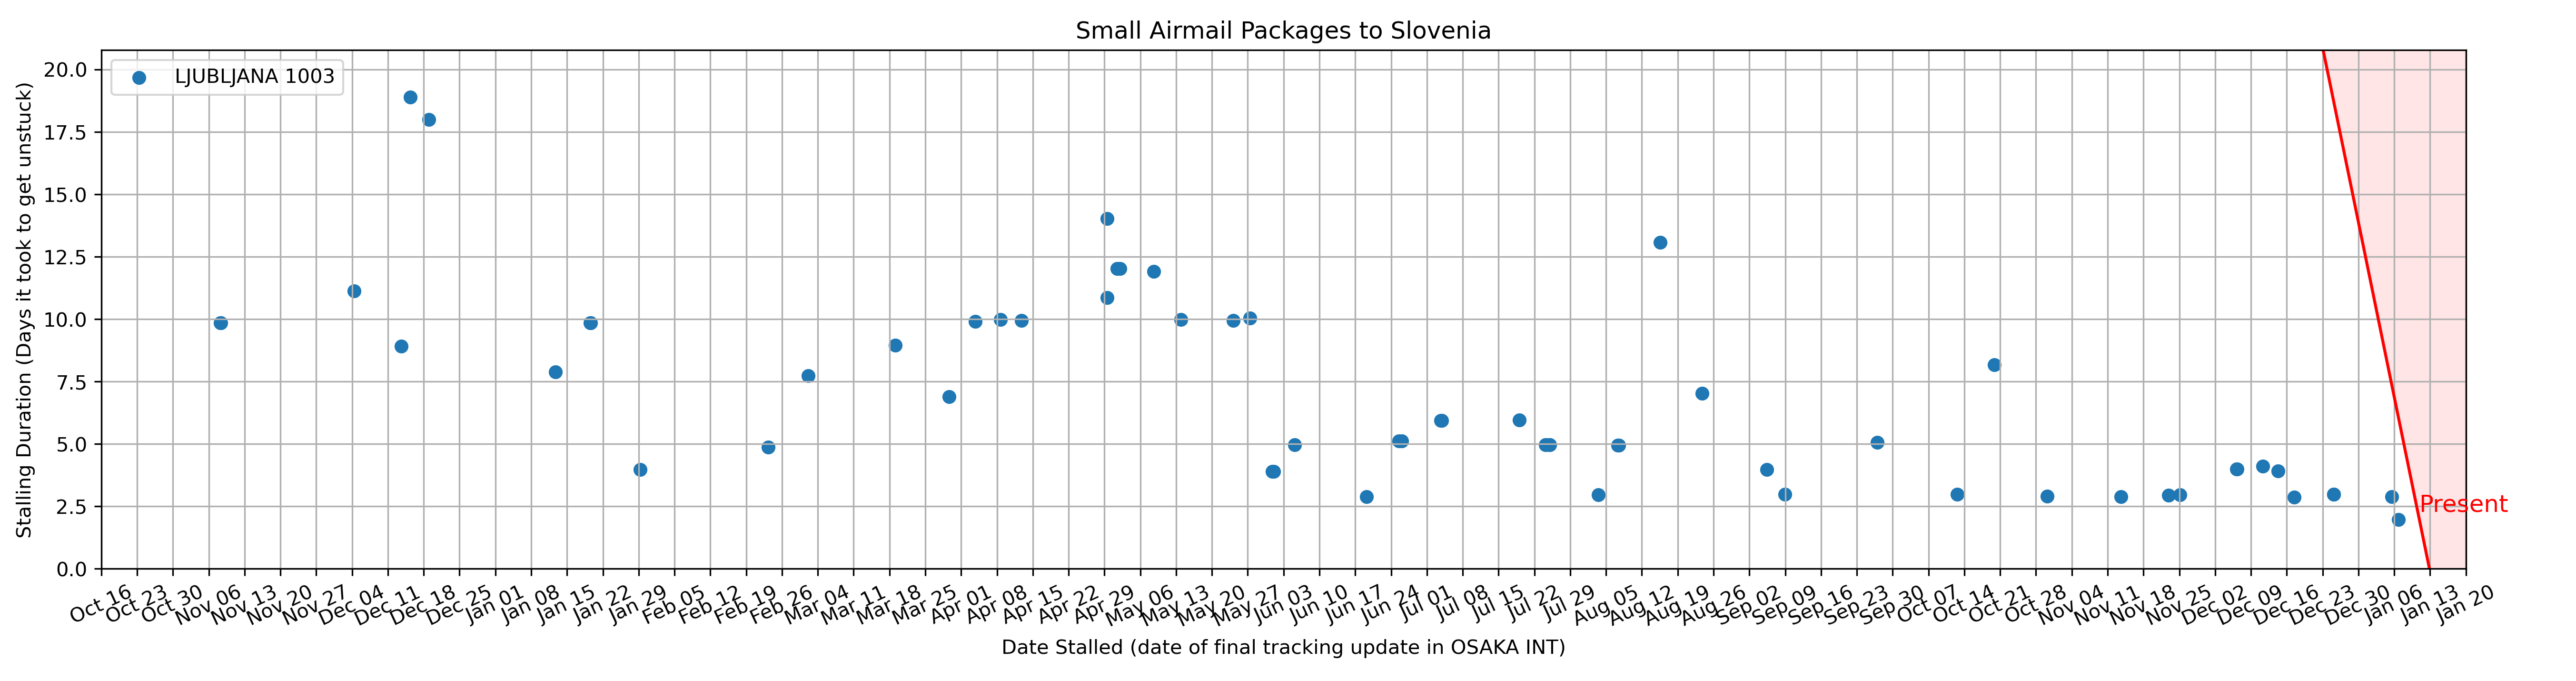 Small Airmail Packages to Slovenia
LJUBLJANA 1003
Stalling Duration (Days it took to get unstuck)
20.0
17.5
15.0
12.5
10.0
7.5
5.0
2.5
0.0
Present
Oct 16 Oct 23 Oct 30 Nov 06 Nov 13 Nov 20 Nov 27 Dec 04 Dec 11 Dec 18 Dec 25 Jan 01 Jan 08 Jan 15 Jan 22 Jan 29 Feb 05 Feb 12 Feb 19 Feb 26 Mar 04 Mar 11 Mar 18 Mar 25 Apr 01 Apr 08 Apr 15 Apr 22 Apr 29 May 06 May 13 May 20 May 27 Jun 03 Jun 10 Jun 17 Jun 24 Jul 01 Jul 08 Jul 15 Jul 22 Jul 29 Aug 05 Aug 12 Aug 19 Aug 26 Sep 02 Sep 09 Sep 16 Sep 23 Sep 30 Oct 07 Oct 14 Oct 21 Oct 28 Nov 04 Nov 11 Nov 18 Nov 25 Dec 02 Dec 09 Dec 16 Dec 23 Dec 30 Jan 06 Jan 13 Jan 20
Date Stalled (date of final tracking update in OSAKA INT)